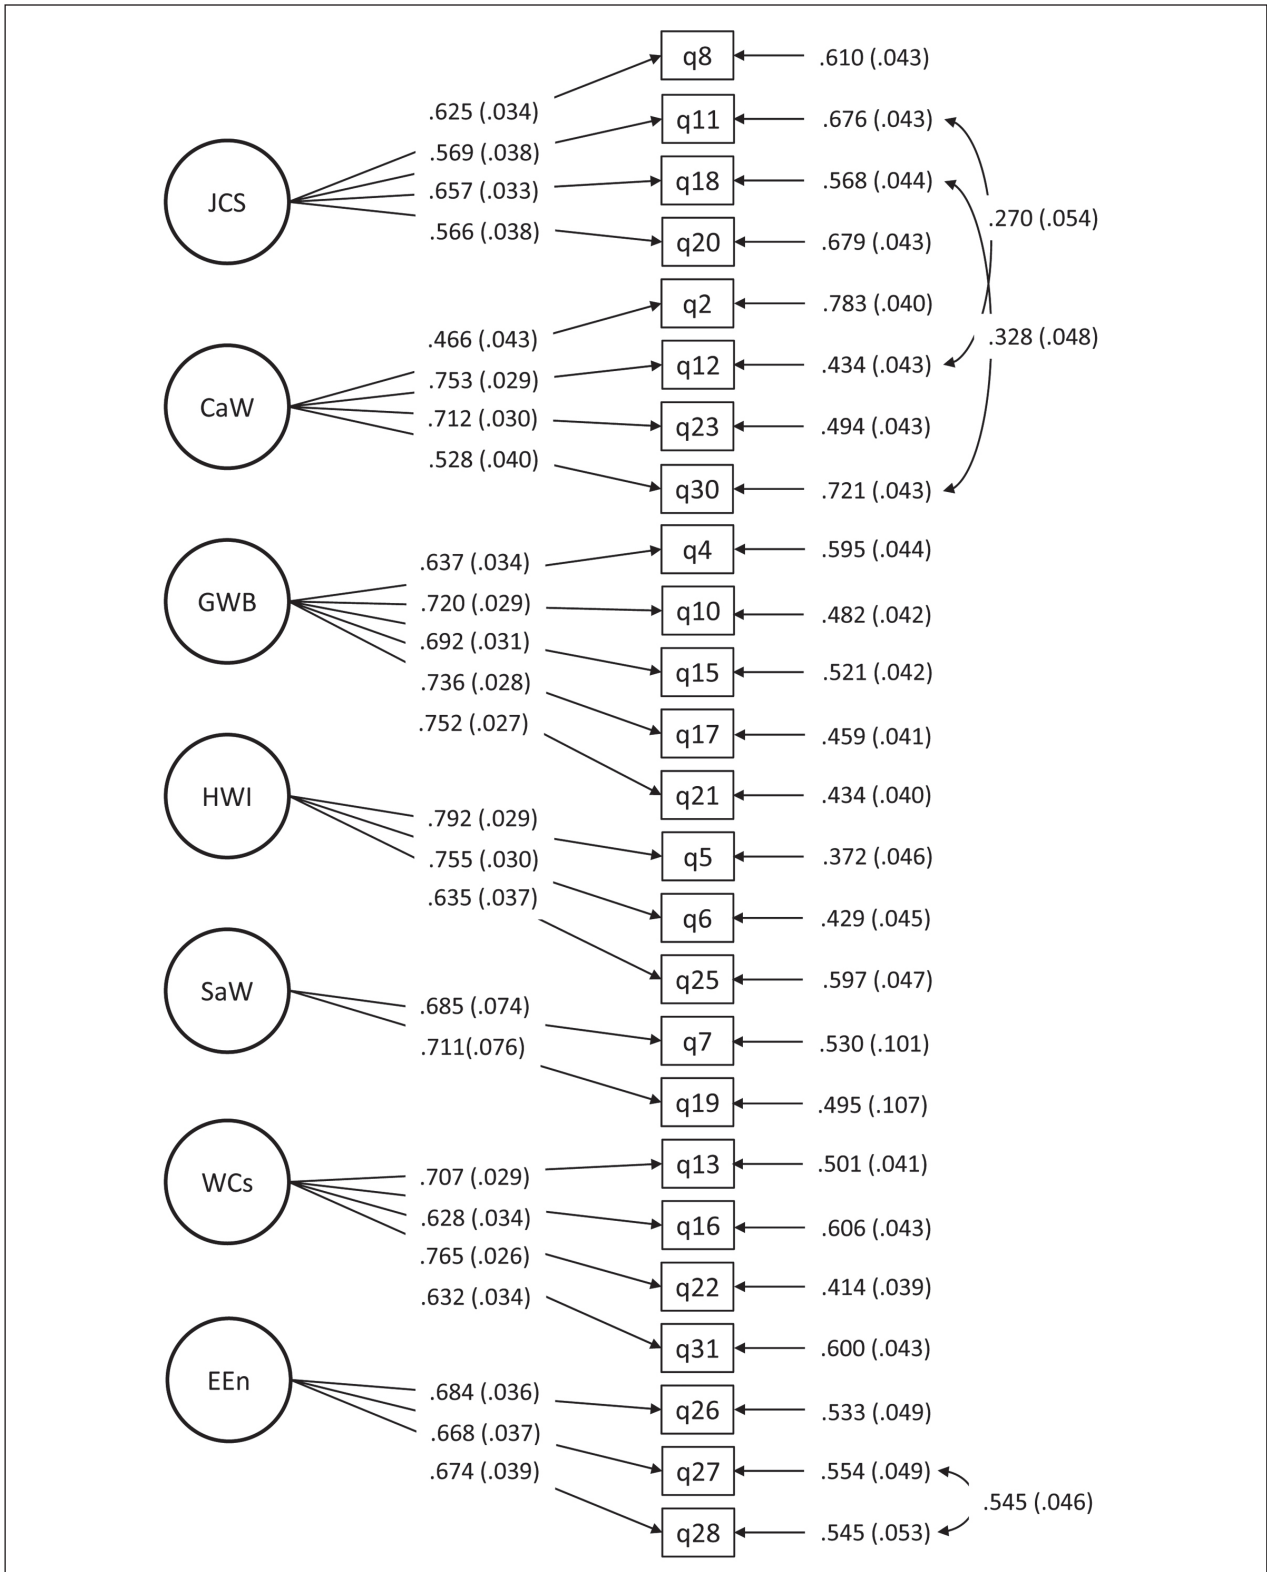 q8 .610 (.043)
.625 (.034)
q11 .676 (.043)
.569 (.038)
q18 .568 (.044)
.657 (.033)
JCS
.270 (.054)
.566 (.038)
q20 .679 (.043)
q2 .783 (.040)
.466 (.043)
.328 (.048)
q12 .434 (.043)
.753 (.029)
CaW
.712 (.030)
q23 .494 (.043)
.528 (.040)
q30 .721 (.043)
q4 .595 (.044)
.637 (.034)
GWB
.720 (.029)
q10 .482 (.042)
.692 (.031)
q15 .521 (.042)
.736 (.028)
.752 (.027)
q17 .459 (.041)
HWI
q21 .434 (.040)
.792 (.029)
q5 .372 (.046)
.755 (.030)
.635 (.037)
q6 .429 (.045)
q25 .597 (.047)
SaW
.685 (.074)
q7 .530 (.101)
.711(.076)
q19 .495 (.107)
q13 .501 (.041)
.707 (.029)
WCs
.628 (.034)
q16 .606 (.043)
.765 (.026)
q22 .414 (.039)
.632 (.034)
q31 .600 (.043)
EEn
.684 (.036)
q26 .533 (.049)
.668 (.037)
q27 .554 (.049)
.674 (.039)
.545 (.046)
q28 .545 (.053)